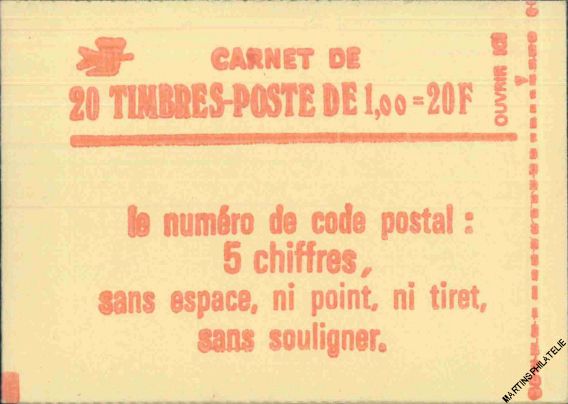 CARNET DE
20 TIMBRES-POSTE DE 1,00 = 20F
OUVRIR ICI
le numéro de code postal :
5 chiffres,
sans espace, ni point, ni tiret,
sans souligner.
MARTINSPHILATELIE